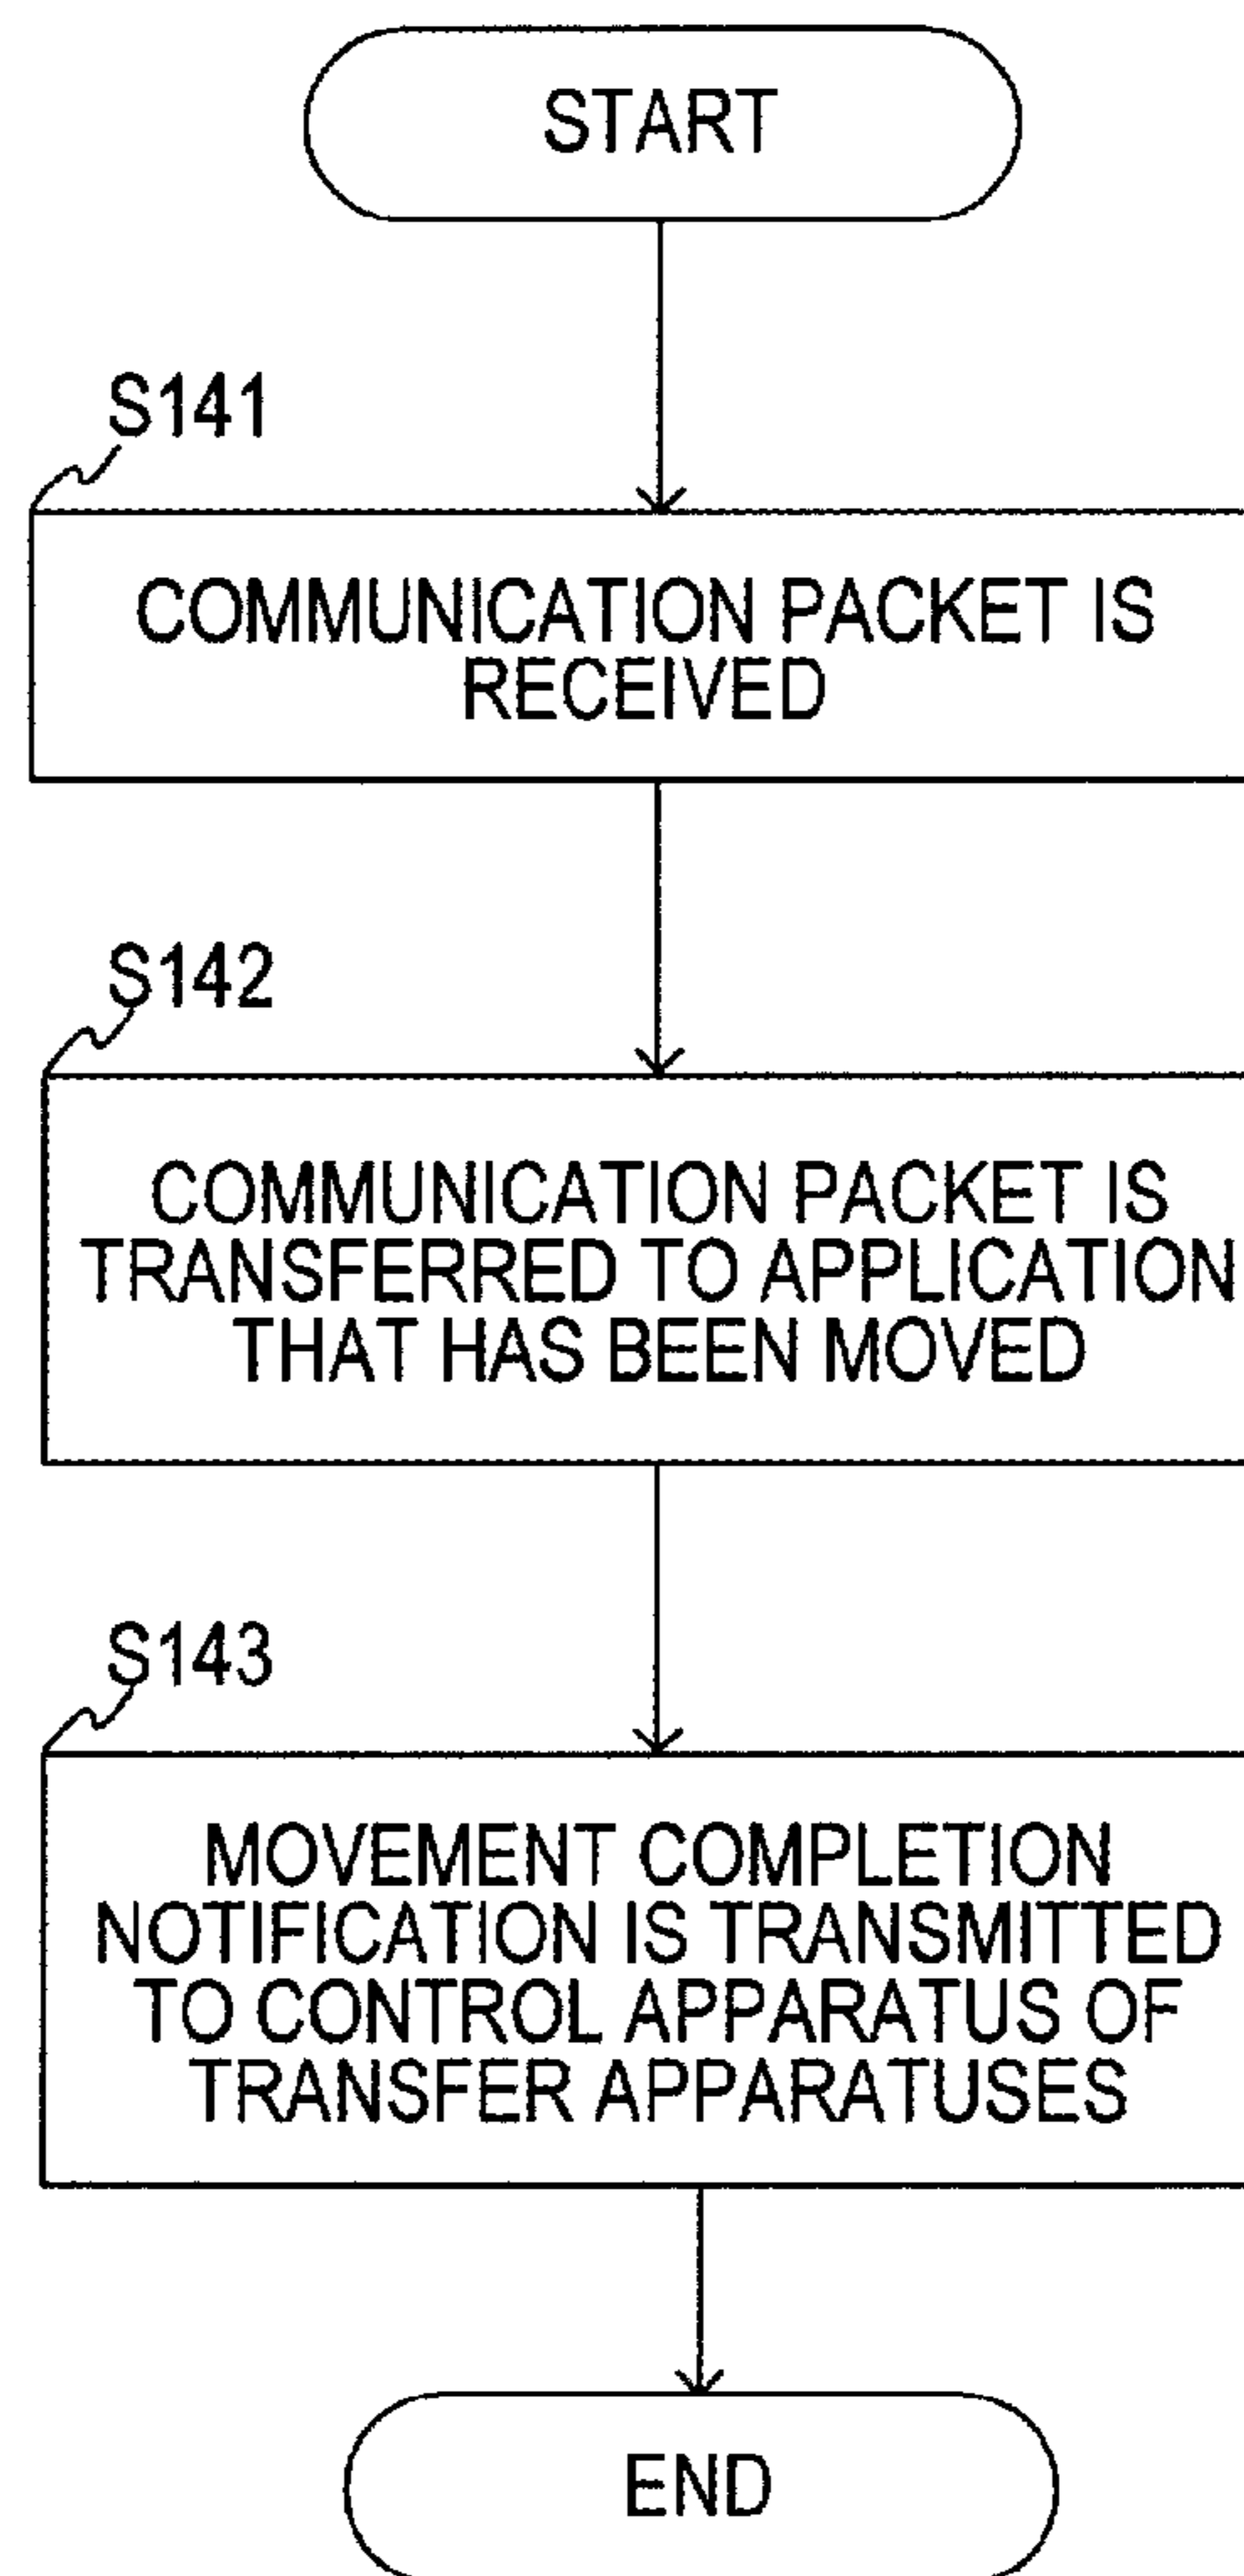 START
S141
COMMUNICATION PACKET IS
RECEIVED
S142
COMMUNICATION PACKET IS
TRANSFERRED TO APPLICATION
THAT HAS BEEN MOVED
S143
MOVEMENT COMPLETION
NOTIFICATION IS TRANSMITTED
TO CONTROL APPARATUS OF
TRANSFER APPARATUSES
END